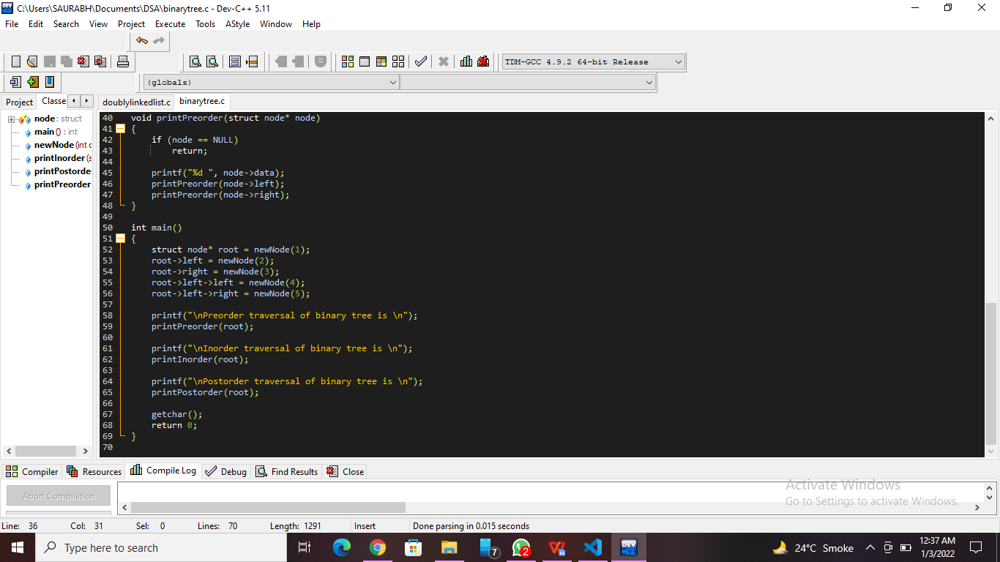 C:\Users\SAURABH\Documents\DSA\binarytree.c - Dev-C++ 5.11
File Edit Search View Project Execute Tools AStyle Window Help
TDM-GCC 4.9.2 64-bit Release
(globals)
Project Classe doublylinkedlist.c binarytree.c
node : struct
main () : int
newNode (int c
printInorder (s
printPostorde
printPreorder
40 void printPreorder(struct node* node)
41 {
42 if (node == NULL)
43 return;
44
45 printf("%d ", node->data);
46 printPreorder(node->left);
47 printPreorder(node->right);
48 }
49
50 int main()
51 {
52 struct node* root = newNode(1);
53 root->left = newNode(2);
54 root->right = newNode(3);
55 root->left->left = newNode(4);
56 root->left->right = newNode(5);
57
58 printf("\nPreorder traversal of binary tree is \n");
59 printPreorder(root);
60
61 printf("\nInorder traversal of binary tree is \n");
62 printInorder(root);
63
64 printf("\nPostorder traversal of binary tree is \n");
65 printPostorder(root);
66
67 getchar();
68 return 0;
69 }
70
Compiler Resources Compile Log Debug Find Results Close
Abort Compilation
Activate Windows
Go to Settings to activate Windows.
Line: 36 Col: 31 Sel: 0 Lines: 70 Length: 1291 Insert Done parsing in 0.015 seconds
Type here to search
7
2
DEV
24°C Smoke
12:37 AM
1/3/2022